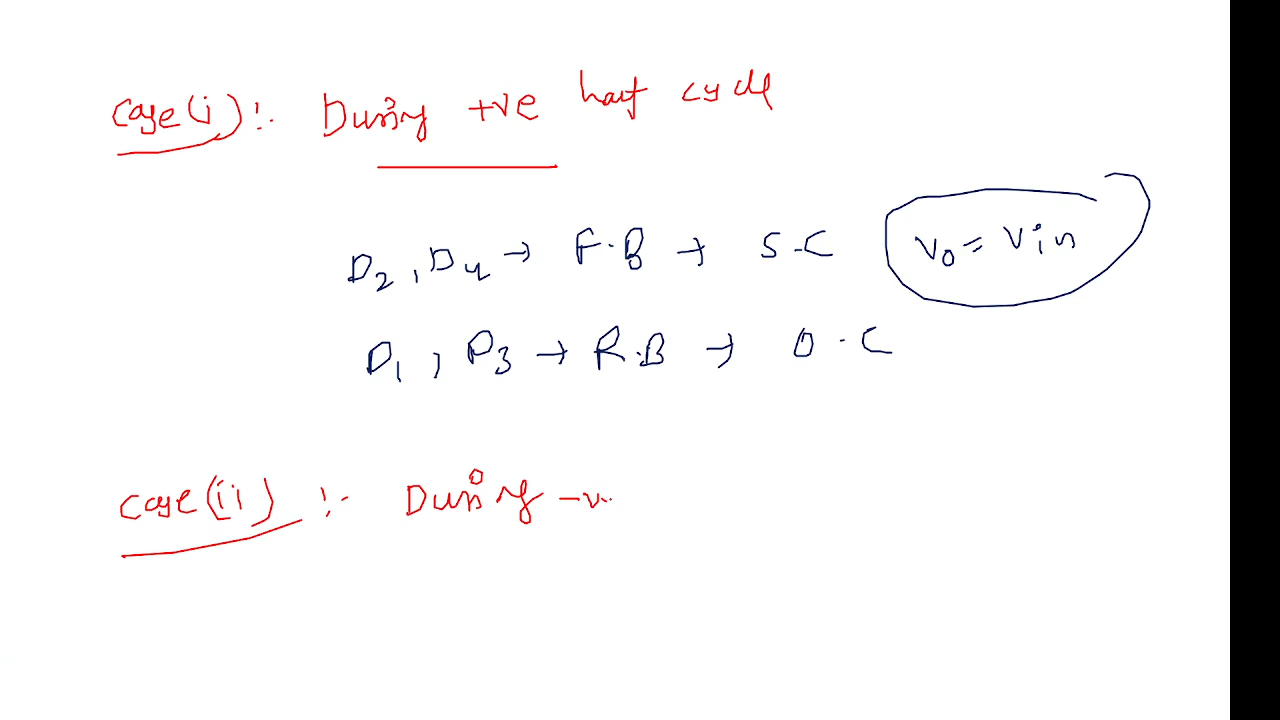 Case(i) :- During +ve half cycle
D2, D4 → F.B → S.C V0 = Vin
D1, D3 → R.B → O.C
Case(ii) :- During -v